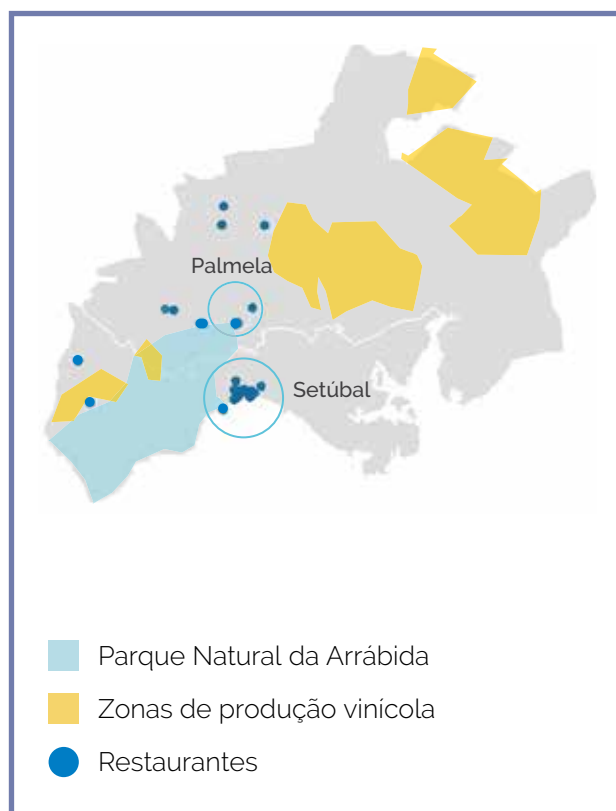 Palmela
Setúbal
Parque Natural da Arrábida
Zonas de produção vinícola
Restaurantes